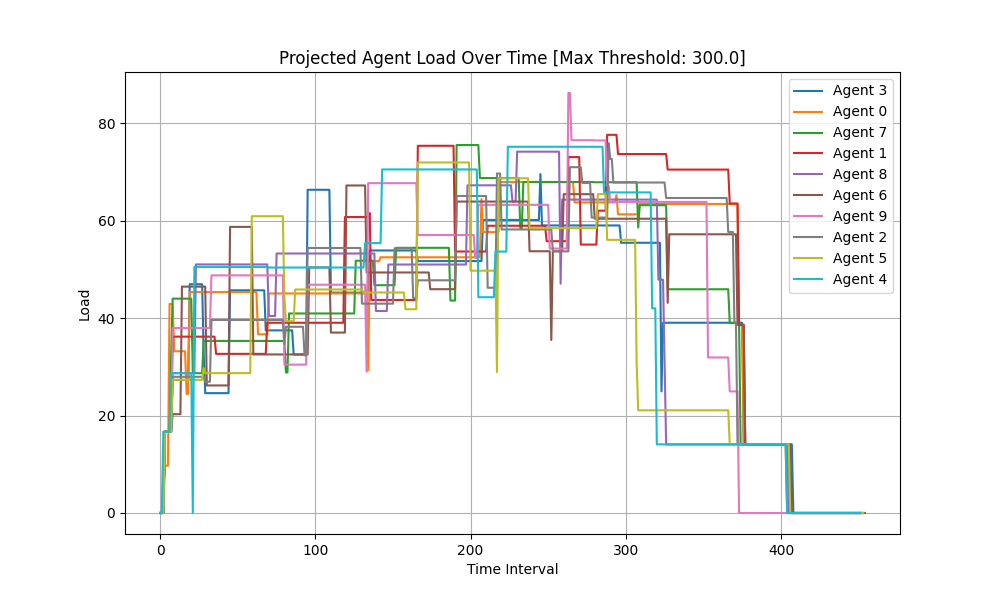 Projected Agent Load Over Time [Max Threshold: 300.0]
Load
80
60
40
20
0
0 100 200 300 400
Time Interval
Agent 3
Agent 0
Agent 7
Agent 1
Agent 8
Agent 6
Agent 9
Agent 2
Agent 5
Agent 4